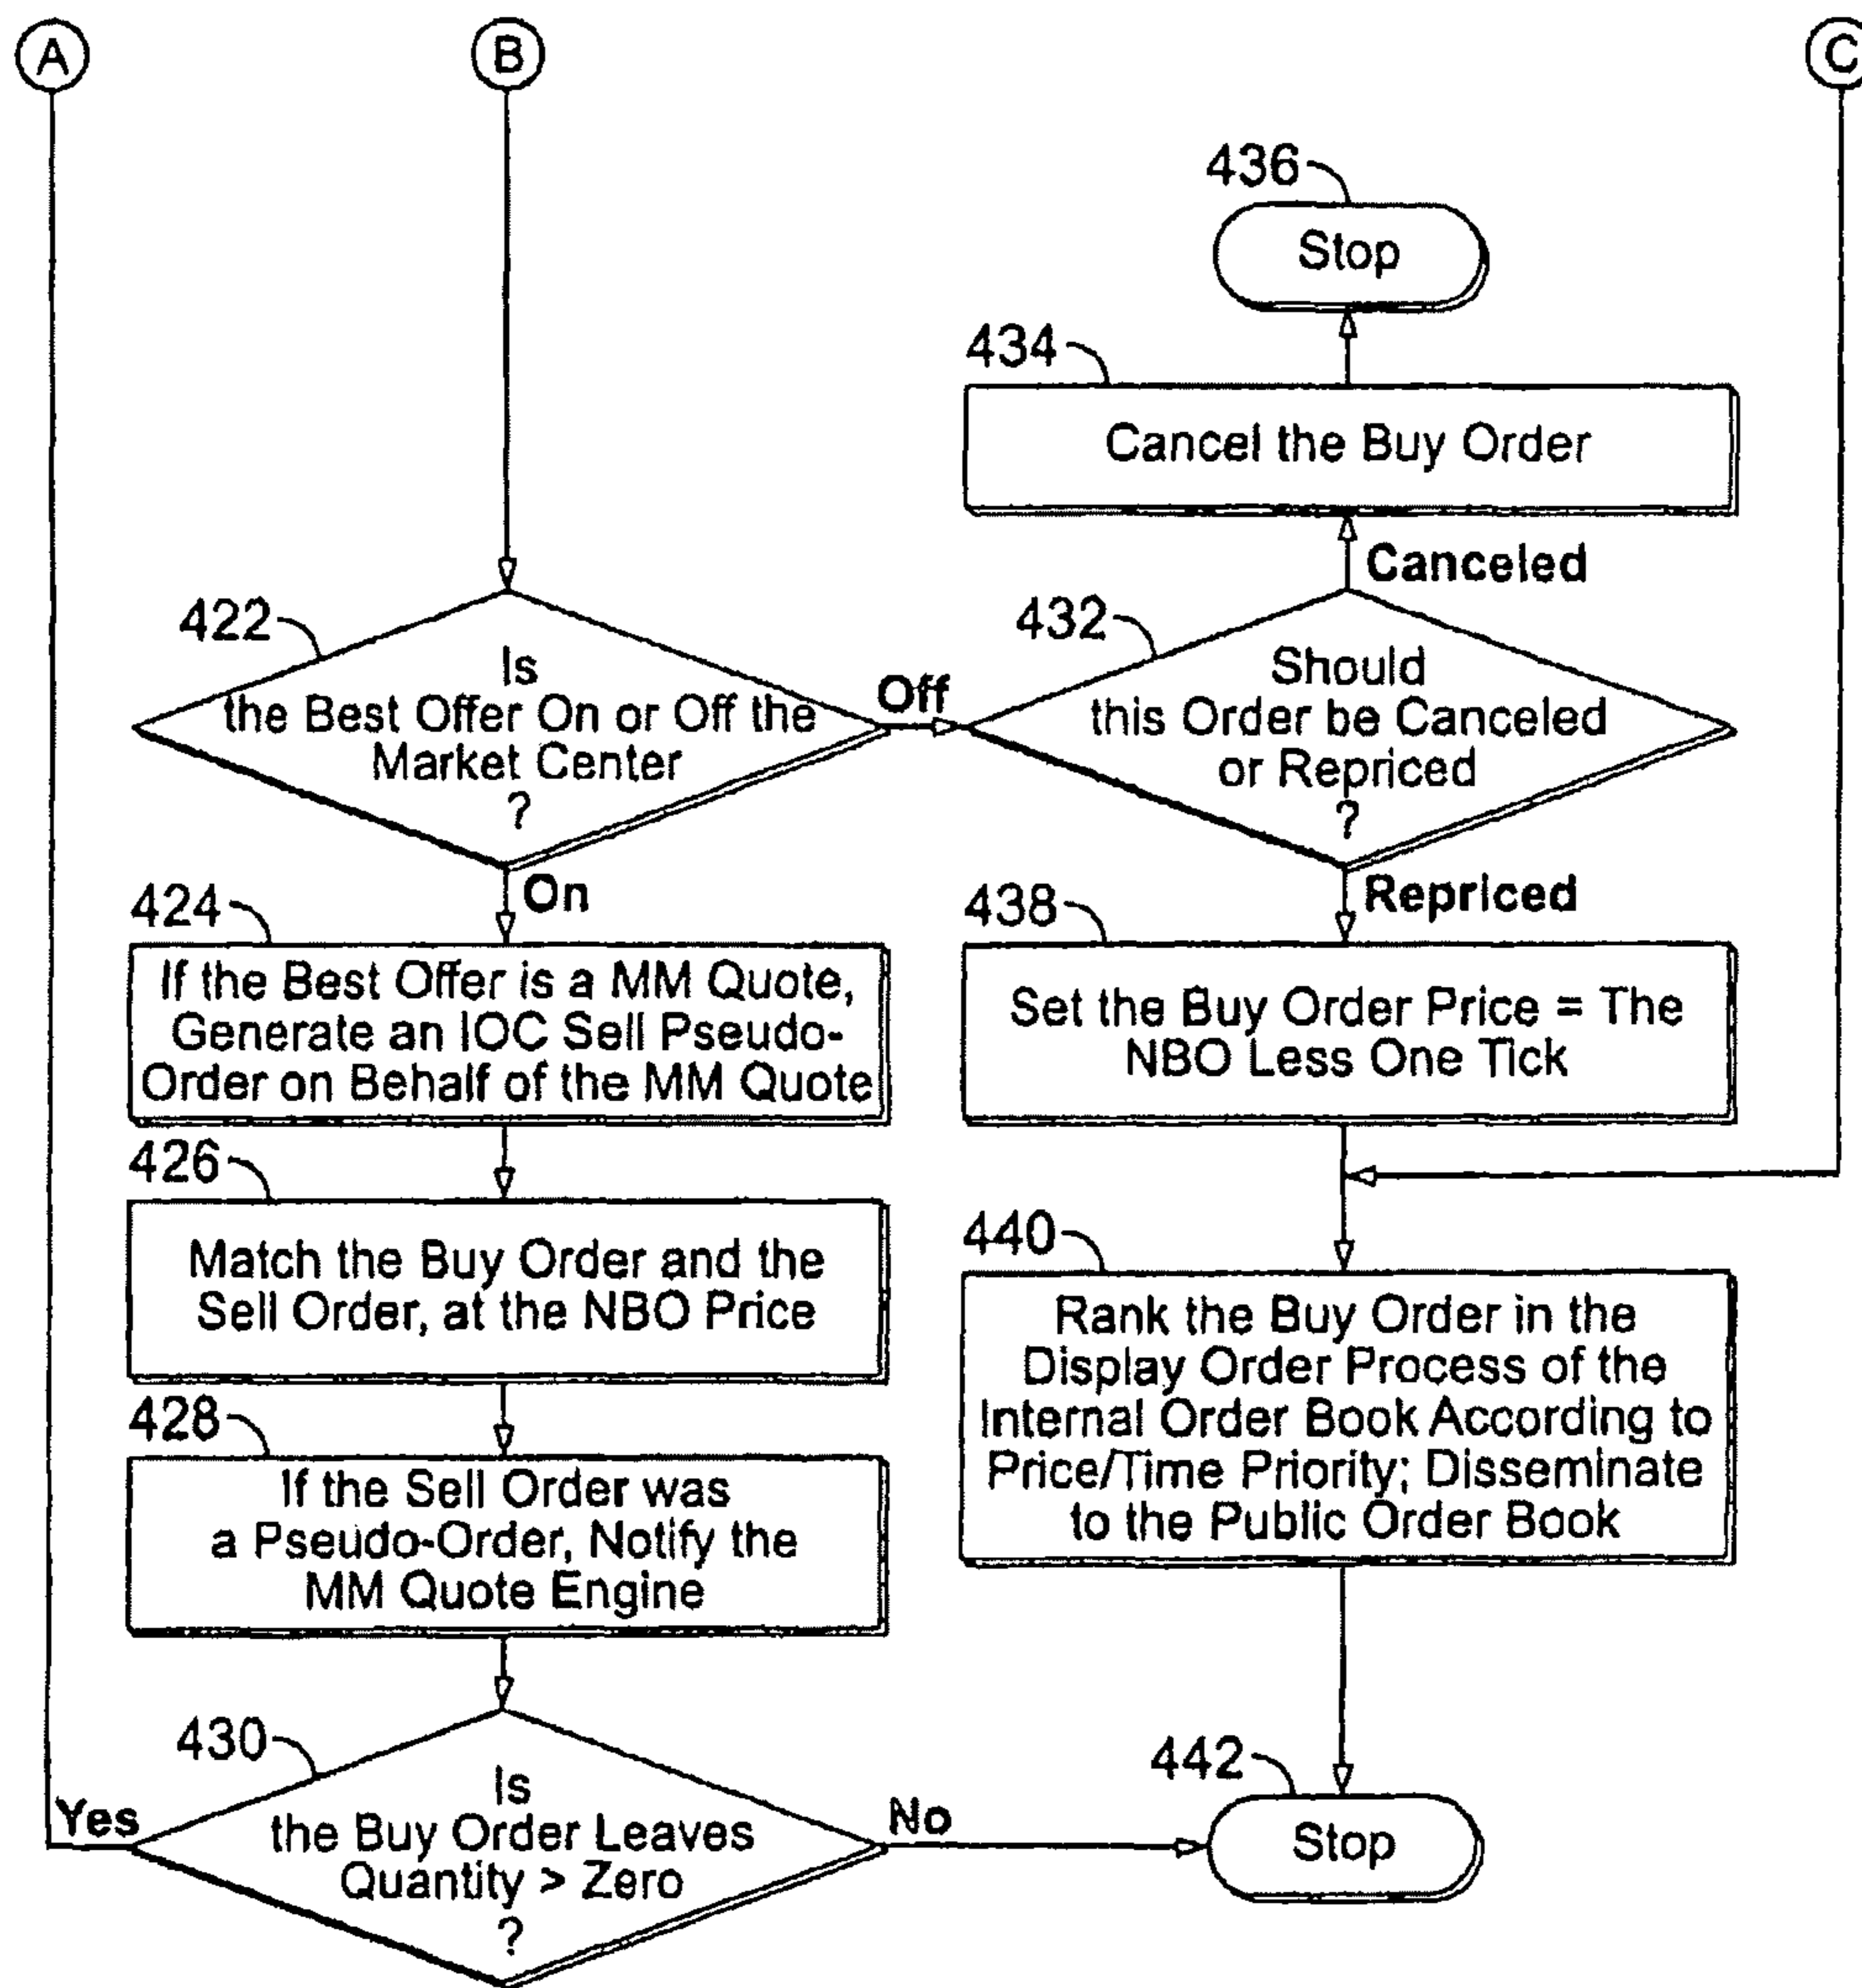 A
B
C
436
Stop
434
Cancel the Buy Order
Canceled
422
Is
the Best Offer On or Off the
Market Center
?
Off
432
Should
this Order be Canceled
or Repriced
?
On
Repriced
424
If the Best Offer is a MM Quote,
Generate an IOC Sell Pseudo-
Order on Behalf of the MM Quote
438
Set the Buy Order Price = The
NBO Less One Tick
426
Match the Buy Order and the
Sell Order, at the NBO Price
440
Rank the Buy Order in the
Display Order Process of the
Internal Order Book According to
Price/Time Priority; Disseminate
to the Public Order Book
428
If the Sell Order was
a Pseudo-Order, Notify the
MM Quote Engine
430
Is
the Buy Order Leaves
Quantity > Zero
?
Yes
No
442
Stop